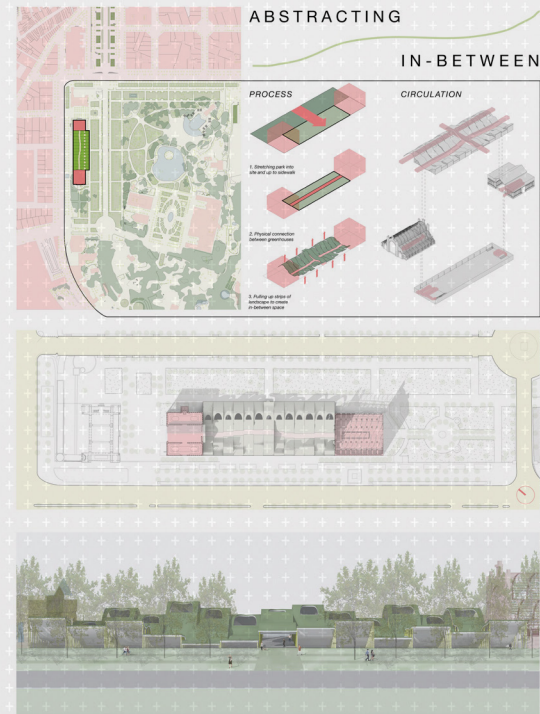 ABSTRACTING
IN-BETWEEN
PROCESS
CIRCULATION
1. Stretching park into
site and up to sidewalk
2. Physical connection
between greenhouses
3. Pulling up strips of
landscape to create
in-between space